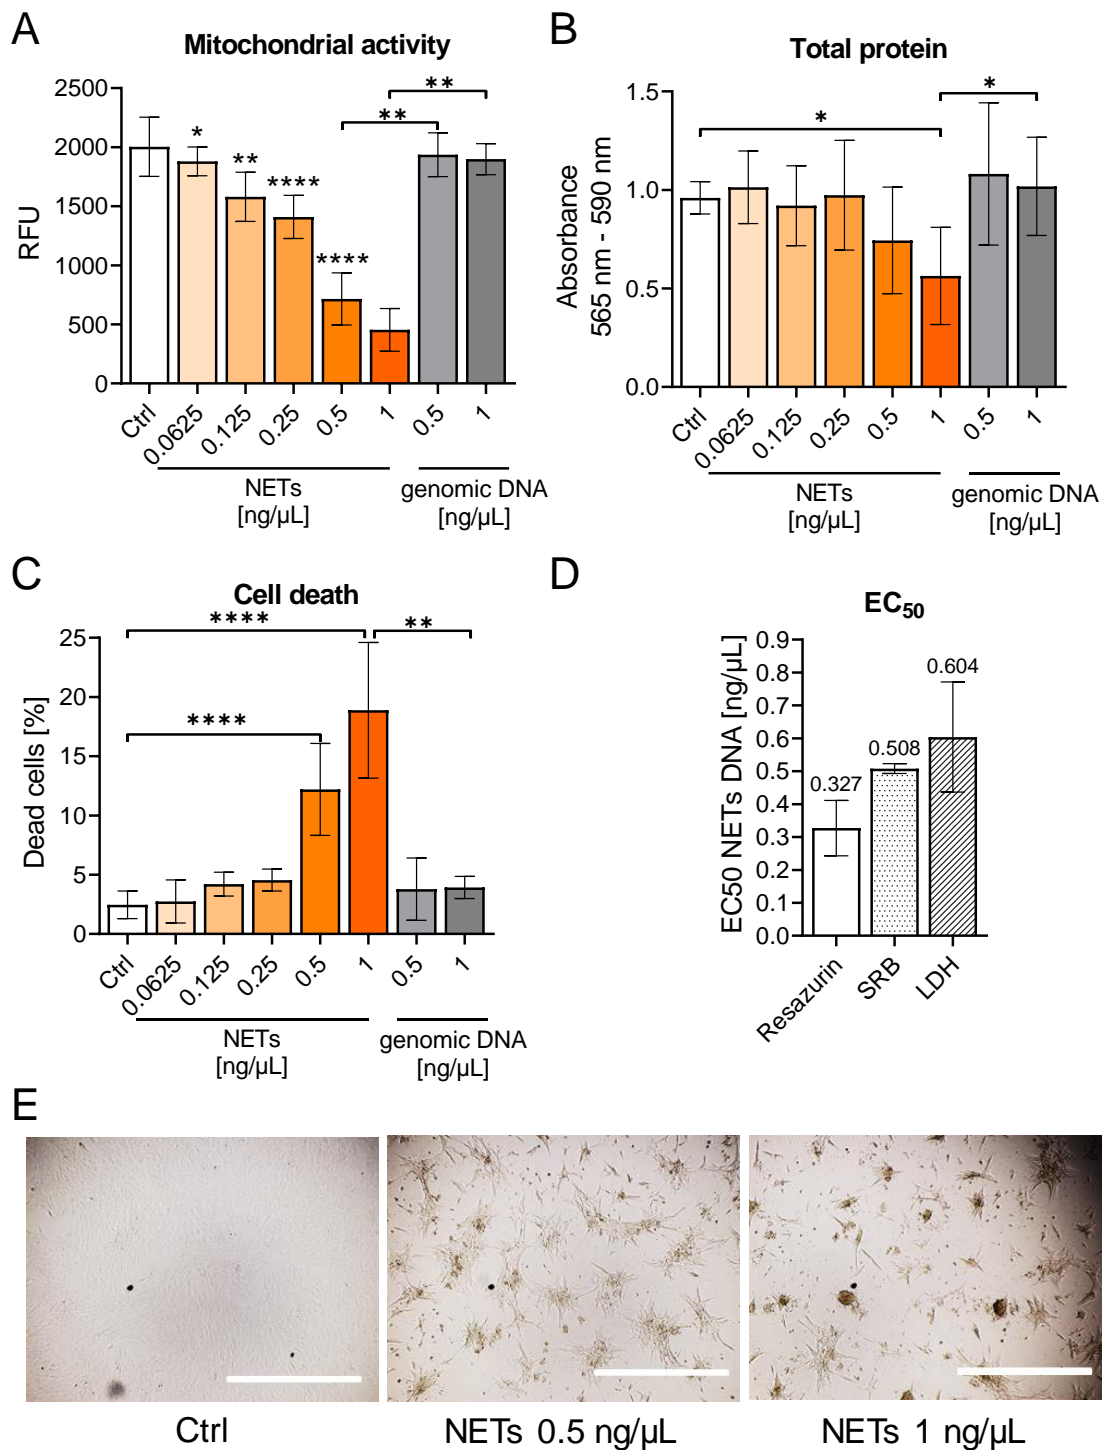 A
Mitochondrial activity
2500
2000
1500
1000
500
0
RFU
*
**
****
****
**
**
Ctrl
0.0625
0.125
0.25
0.5
1
0.5
1
NETs
[ng/µL]
genomic DNA
[ng/µL]
B
Total protein
1.5
1.0
0.5
0.0
Absorbance
565 nm - 590 nm
*
*
Ctrl
0.0625
0.125
0.25
0.5
1
0.5
1
NETs
[ng/µL]
genomic DNA
[ng/µL]
C
Cell death
25
20
15
10
5
0
Dead cells [%]
****
**
****
Ctrl
0.0625
0.125
0.25
0.5
1
0.5
1
NETs
[ng/µL]
genomic DNA
[ng/µL]
D
EC50
0.9
0.8
0.7
0.6
0.5
0.4
0.3
0.2
0.1
0.0
EC50 NETs DNA [ng/µL]
0.327
0.508
0.604
Resazurin
SRB
LDH
E
Ctrl
NETs 0.5 ng/µL
NETs 1 ng/µL